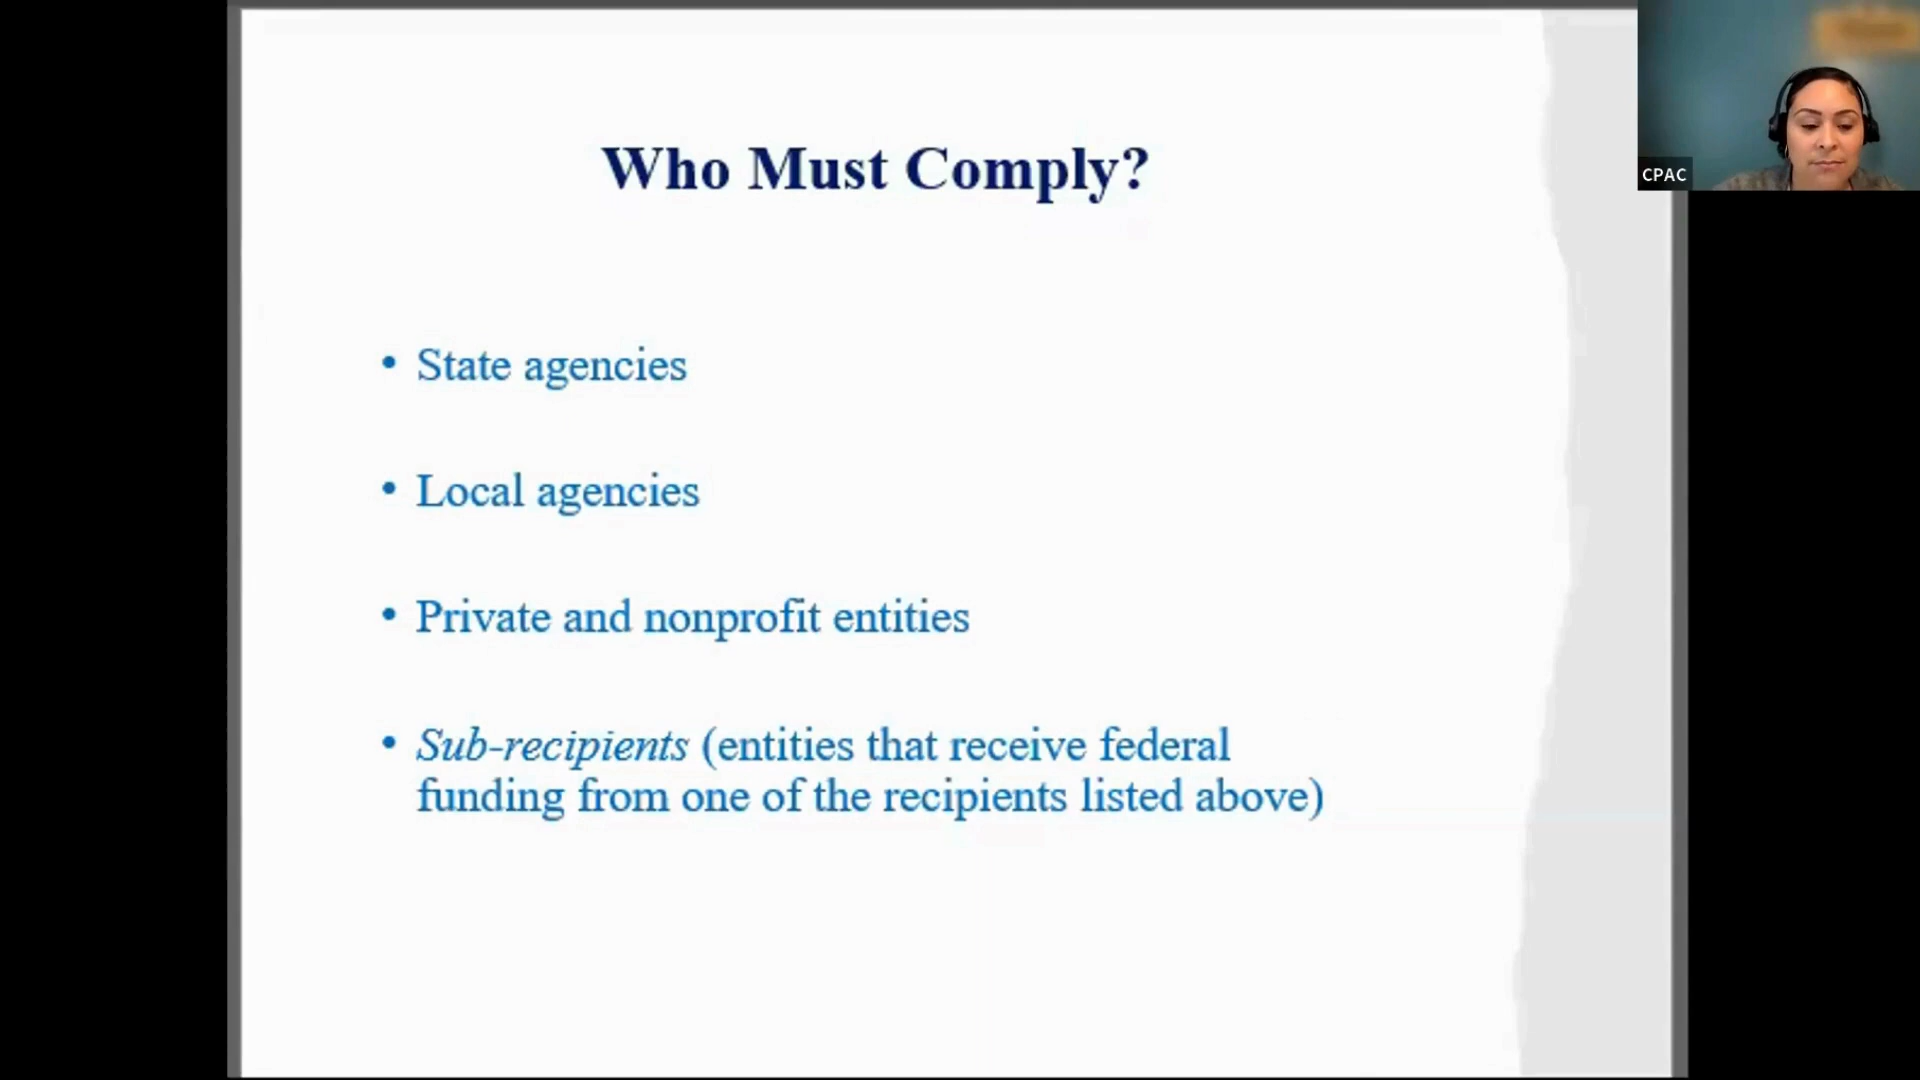 Who Must Comply?
• State agencies
• Local agencies
• Private and nonprofit entities
• Sub-recipients (entities that receive federal
funding from one of the recipients listed above)
CPAC